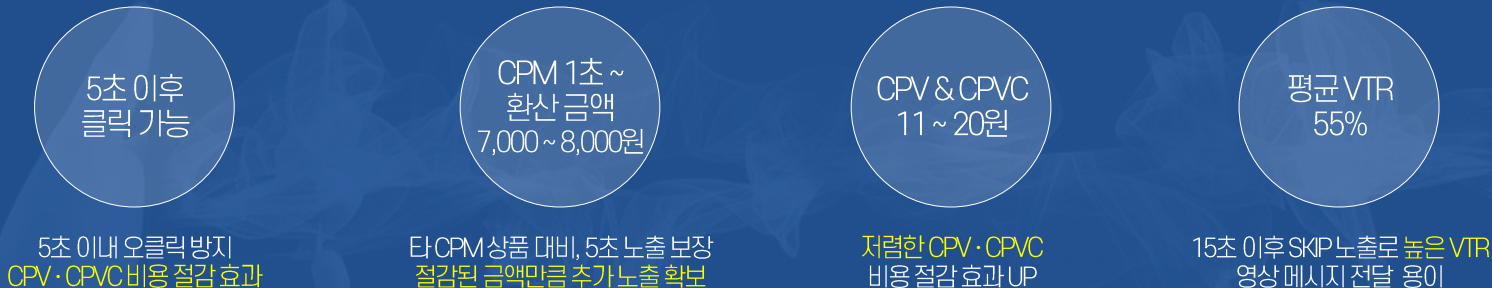 5초 이후
클릭 가능
5초 이내 오클릭 방지
CPV · CPVC 비용 절감 효과
CPM 1초 ~
환산 금액
7,000 ~ 8,000원
타 CPM 상품 대비, 5초 노출 보장
절감된 금액만큼 추가 노출 확보
CPV & CPVC
11 ~ 20원
저렴한 CPV · CPVC
비용 절감 효과 UP
평균 VTR
55%
15초 이후 SKIP 노출로 높은 VTR
영상 메시지 전달 용이